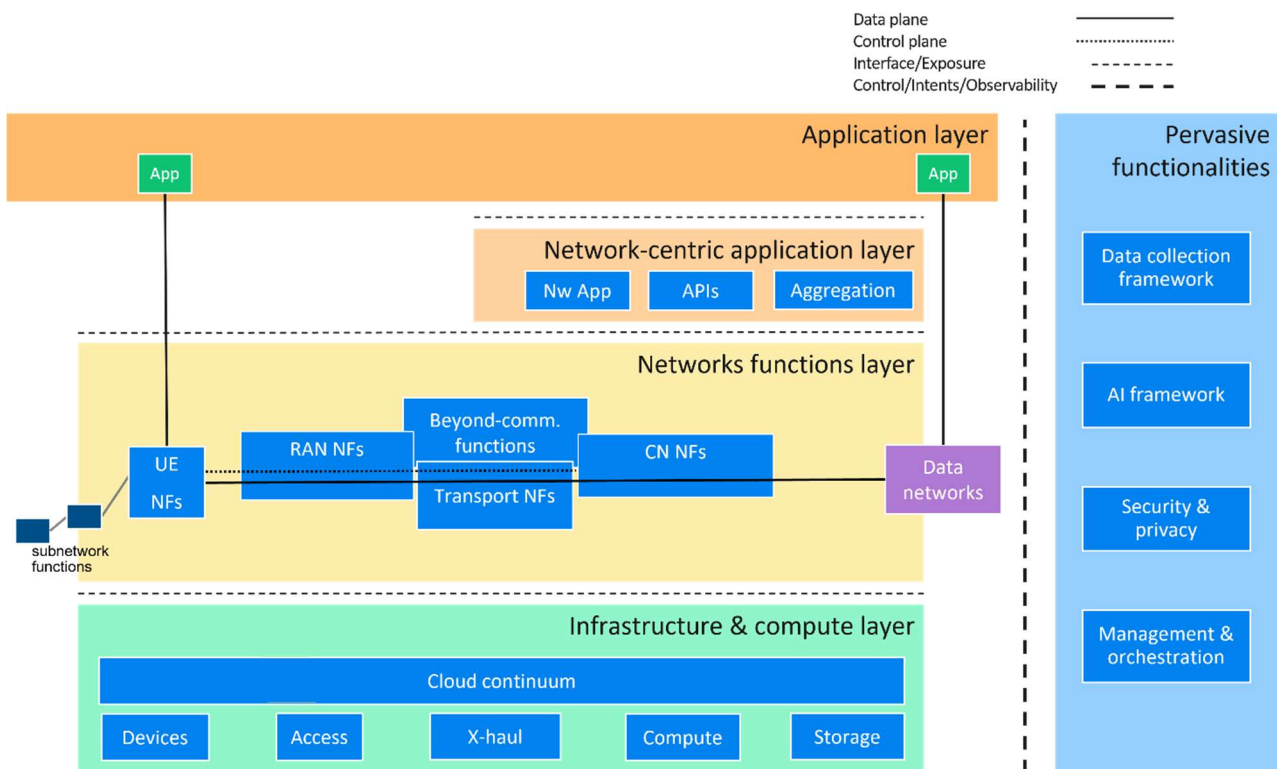 Data plane
Control plane
Interface/Exposure
Control/Intents/Observability
Application layer
App
App
Network-centric application layer
Nw App
APIs
Aggregation
Networks functions layer
Beyond-comm.
functions
RAN NFs
CN NFs
UE
NFs
Transport NFs
Data
networks
subnetwork
functions
Infrastructure & compute layer
Cloud continuum
Devices
Access
X-haul
Compute
Storage
Pervasive
functionalities
Data collection
framework
AI framework
Security &
privacy
Management &
orchestration